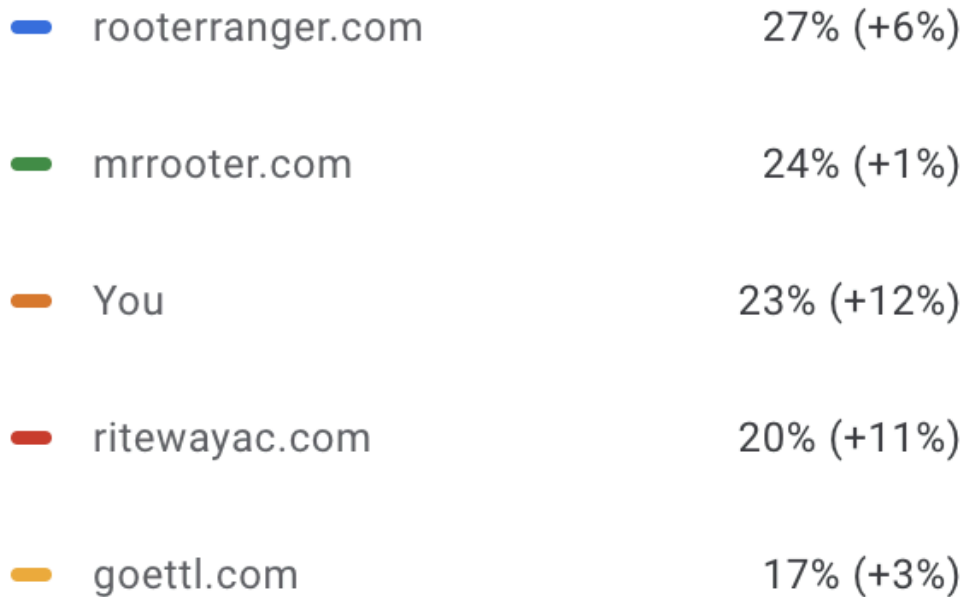 rooterranger.com 27% (+6%)
mrrooter.com 24% (+1%)
You 23% (+12%)
ritewayac.com 20% (+11%)
goettl.com 17% (+3%)